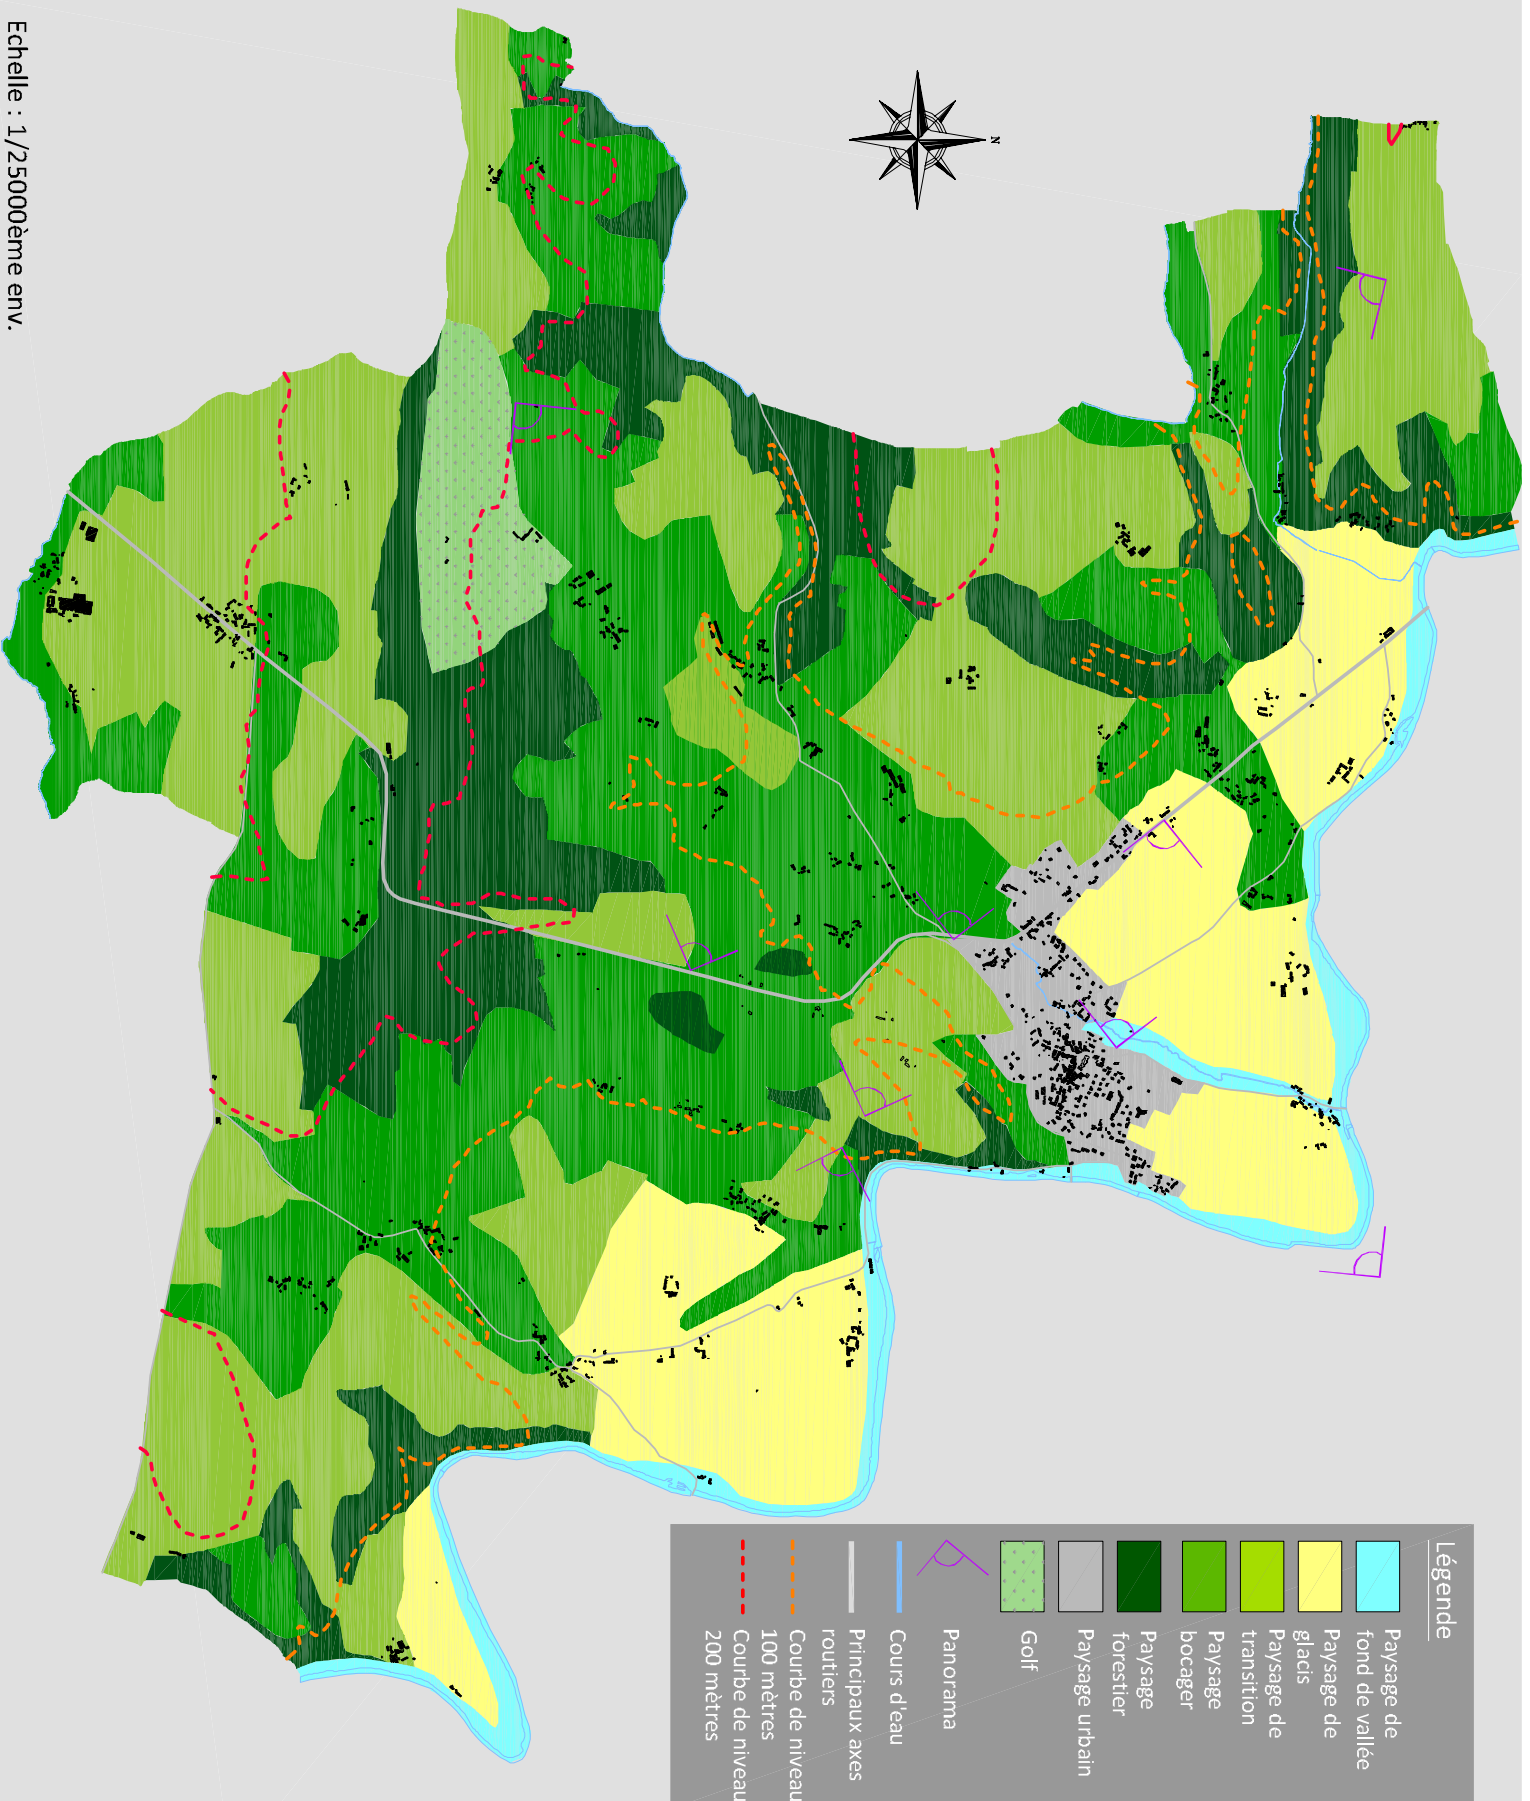 Légende
Paysage de
fond de vallée
Paysage de
glacis
Paysage de
transition
Paysage
bocager
Paysage
forestier
Paysage urbain
Golf
Panorama
Cours d'eau
Principaux axes
routiers
Courbe de niveau
100 mètres
Courbe de niveau
200 mètres
N
Echelle : 1/25000ème env.